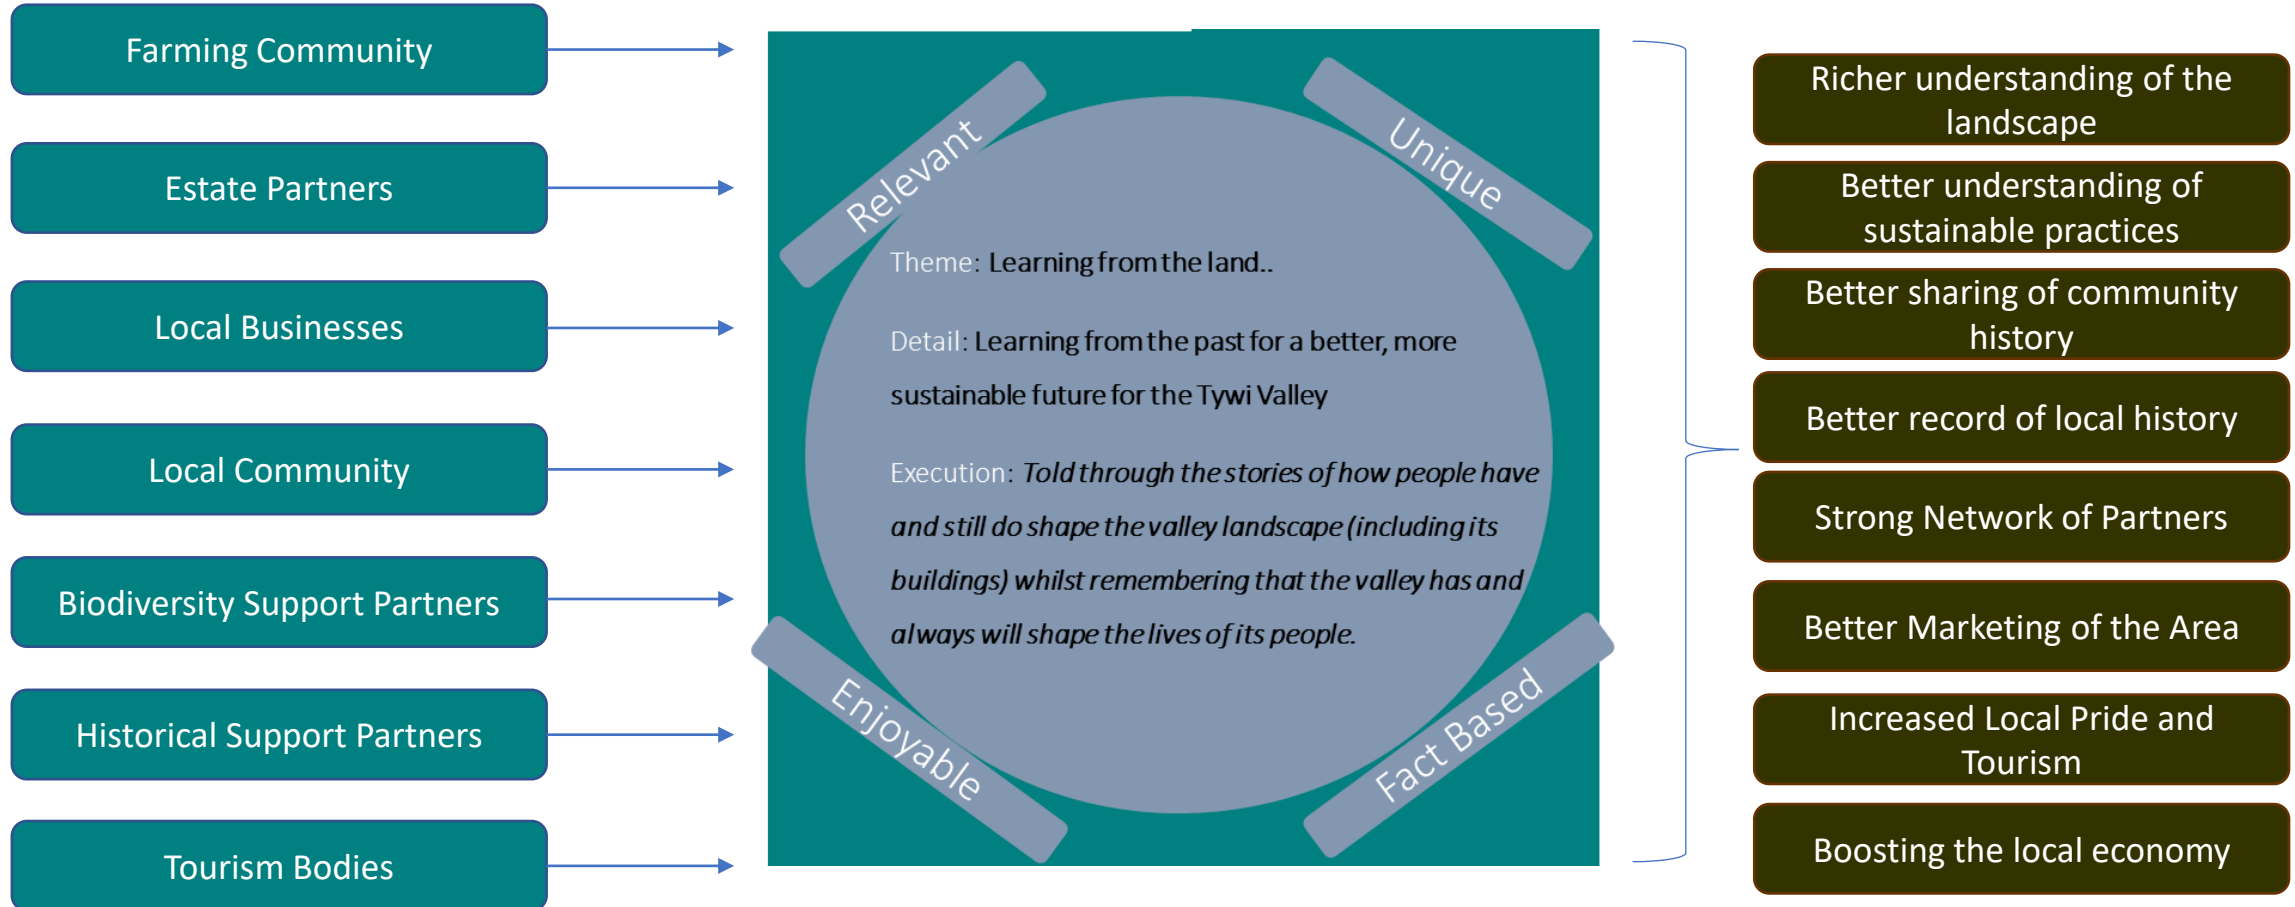 Farming Community
Estate Partners
Local Businesses
Local Community
Biodiversity Support Partners
Historical Support Partners
Tourism Bodies
Relevant
Unique
Theme: Learning from the land..
Detail: Learning from the past for a better, more
sustainable future for the Tywi Valley
Execution: Told through the stories of how people have
and still do shape the valley landscape (including its
buildings) whilst remembering that the valley has and
always will shape the lives of its people.
Enjoyable
Fact Based
Richer understanding of the
landscape
Better understanding of
sustainable practices
Better sharing of community
history
Better record of local history
Strong Network of Partners
Better Marketing of the Area
Increased Local Pride and
Tourism
Boosting the local economy